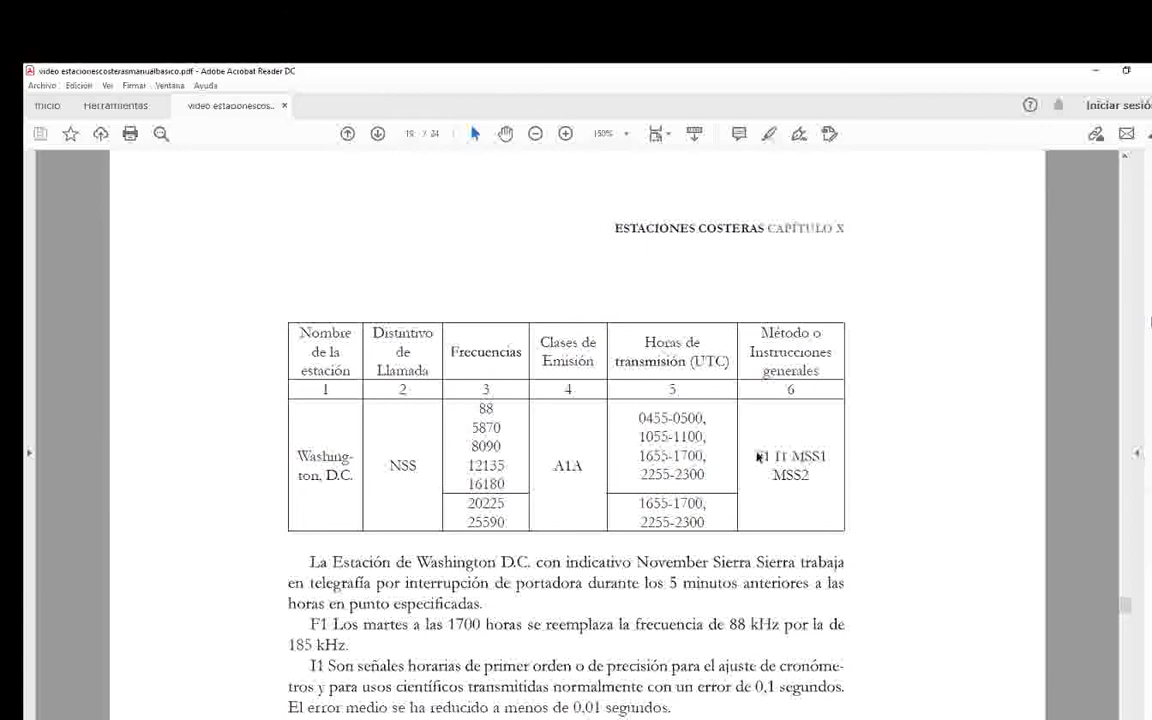 video estacionescosterasmanualbasico.pdf - Adobe Acrobat Reader DC
Archivo Edición Ver Firmar Ventana Ayuda
Inicio Herramientas video estacionescos... × Iniciar sesió
19 / 24 150%
ESTACIONES COSTERAS CAPÍTULO X
Nombre de la estación
Distintivo de Llamada
Frecuencias
Clases de Emisión
Horas de transmisión (UTC)
Método o Instrucciones generales
1 2 3 4 5 6
Washing-
ton, D.C.
NSS
88
5870
8090
12135
16180
20225
25590
A1A
0455-0500,
1055-1100,
1655-1700,
2255-2300
1655-1700,
2255-2300
I1 MSS1
MSS2
La Estación de Washington D.C. con indicativo November Sierra Sierra trabaja
en telegrafía por interrupción de portadora durante los 5 minutos anteriores a las
horas en punto especificadas.
F1 Los martes a las 1700 horas se reemplaza la frecuencia de 88 kHz por la de
185 kHz.
I1 Son señales horarias de primer orden o de precisión para el ajuste de cronóme-
tros y para usos científicos transmitidas normalmente con un error de 0,1 segundos.
El error medio se ha reducido a menos de 0.01 segundos.